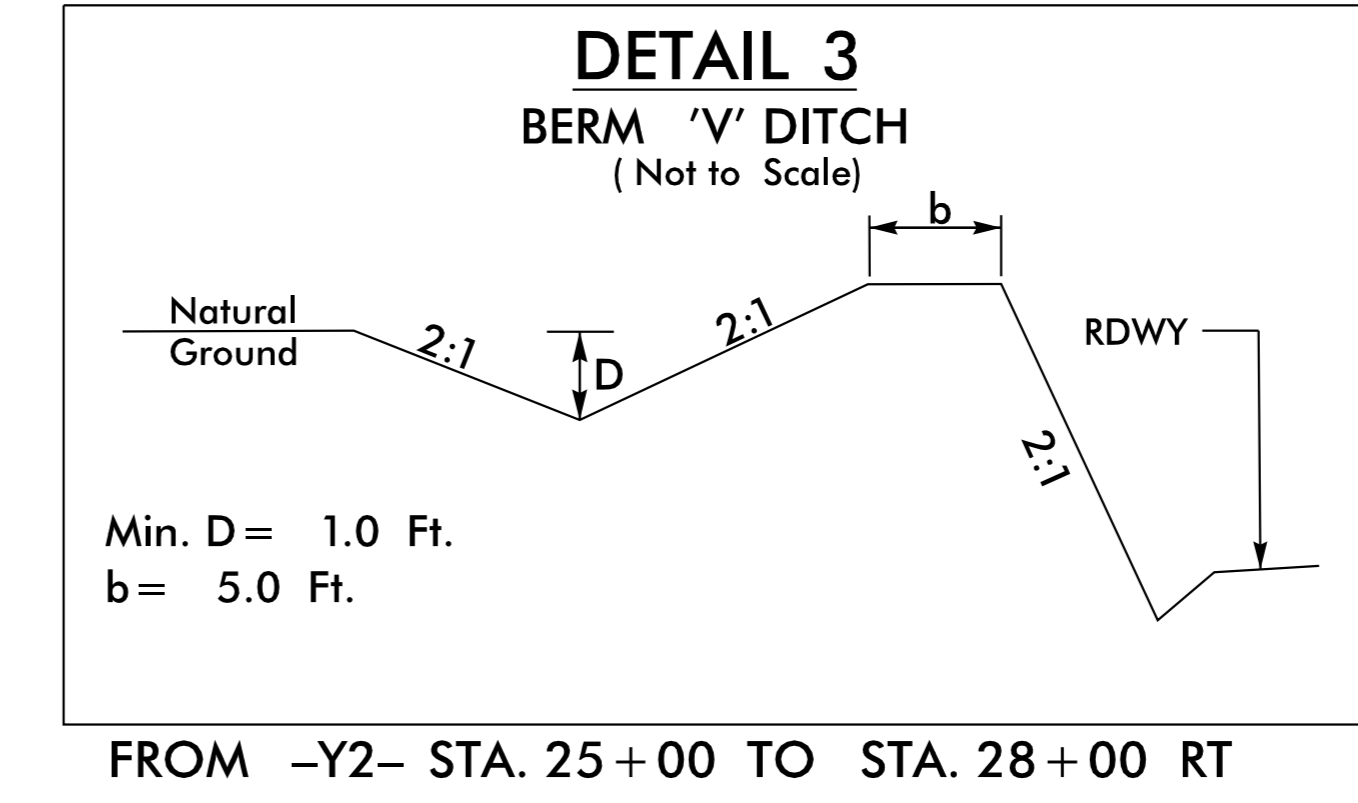 DETAIL 3
BERM 'V' DITCH
( Not to Scale)
b
Natural
Ground
2:1
D
2:1
RDWY
2:1
Min. D = 1.0 Ft.
b = 5.0 Ft.
FROM –Y2– STA. 25+00 TO STA. 28+00 RT